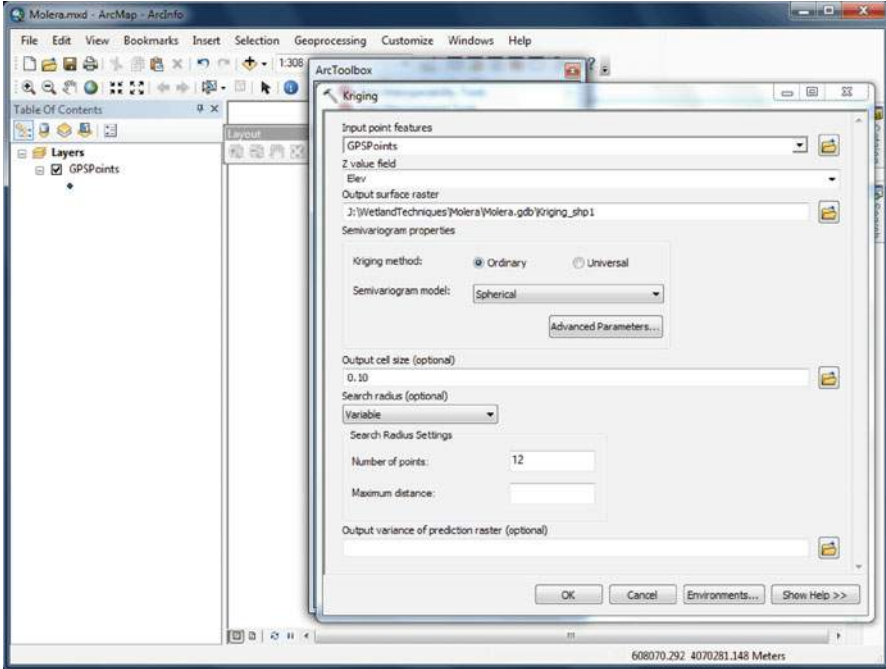 Molera.mxd - ArcMap - ArcInfo
File Edit View Bookmarks Insert Selection Geoprocessing Customize Windows Help
1:308
ArcToolbox
Table Of Contents
Kriging
Layers
GPSPoints
Layout
Input point features
GPSPoints
Z value field
Elev
Output surface raster
J:\WetlandTechniques\Molera\Molera.gdb\Kriging_shp1
Semivariogram properties
Kriging method: Ordinary Universal
Semivariogram model: Spherical
Advanced Parameters...
Output cell size (optional)
0.10
Search radius (optional)
Variable
Search Radius Settings
Number of points: 12
Maximum distance:
Output variance of prediction raster (optional)
OK Cancel Environments... Show Help >>
608070.292 4070281.148 Meters